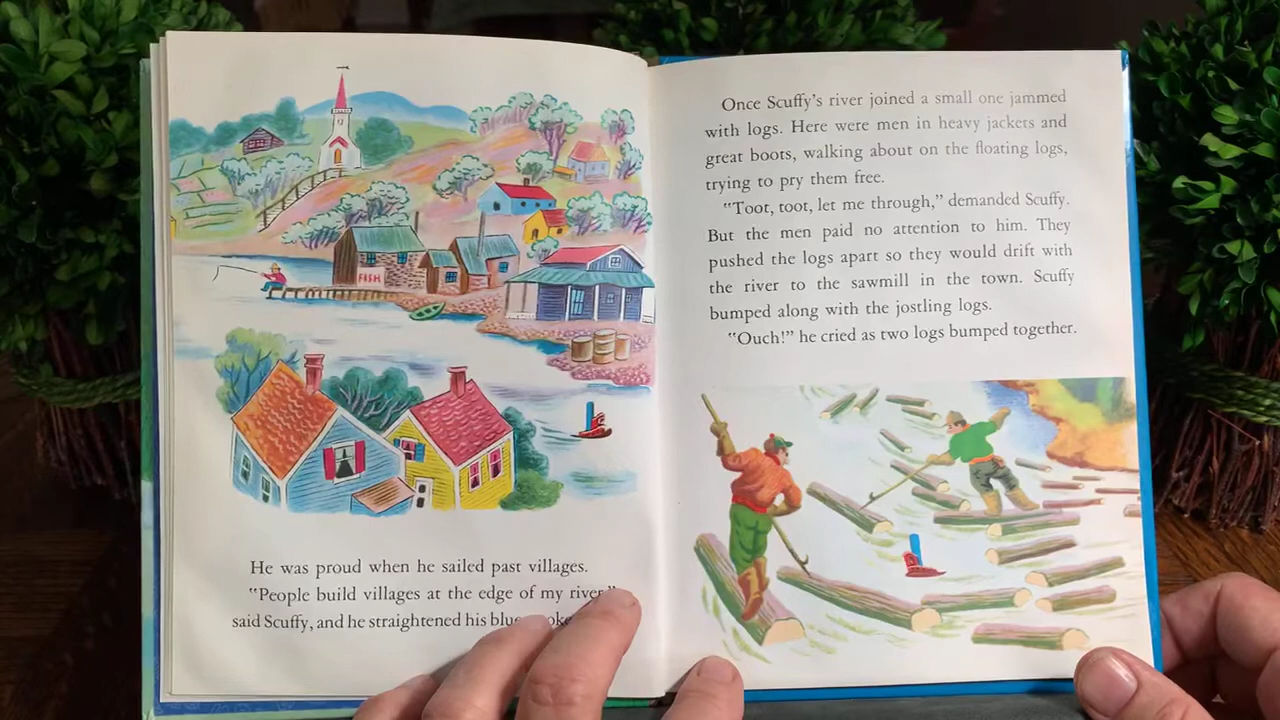 FISH
He was proud when he sailed past villages.
"People build villages at the edge of my river,"
said Scuffy, and he straightened his blue
Once Scuffy's river joined a small one jammed
with logs. Here were men in heavy jackets and
great boots, walking about on the floating logs,
trying to pry them free.
"Toot, toot, let me through," demanded Scuffy.
But the men paid no attention to him. They
pushed the logs apart so they would drift with
the river to the sawmill in the town. Scuffy
bumped along with the jostling logs.
"Ouch!" he cried as two logs bumped together.